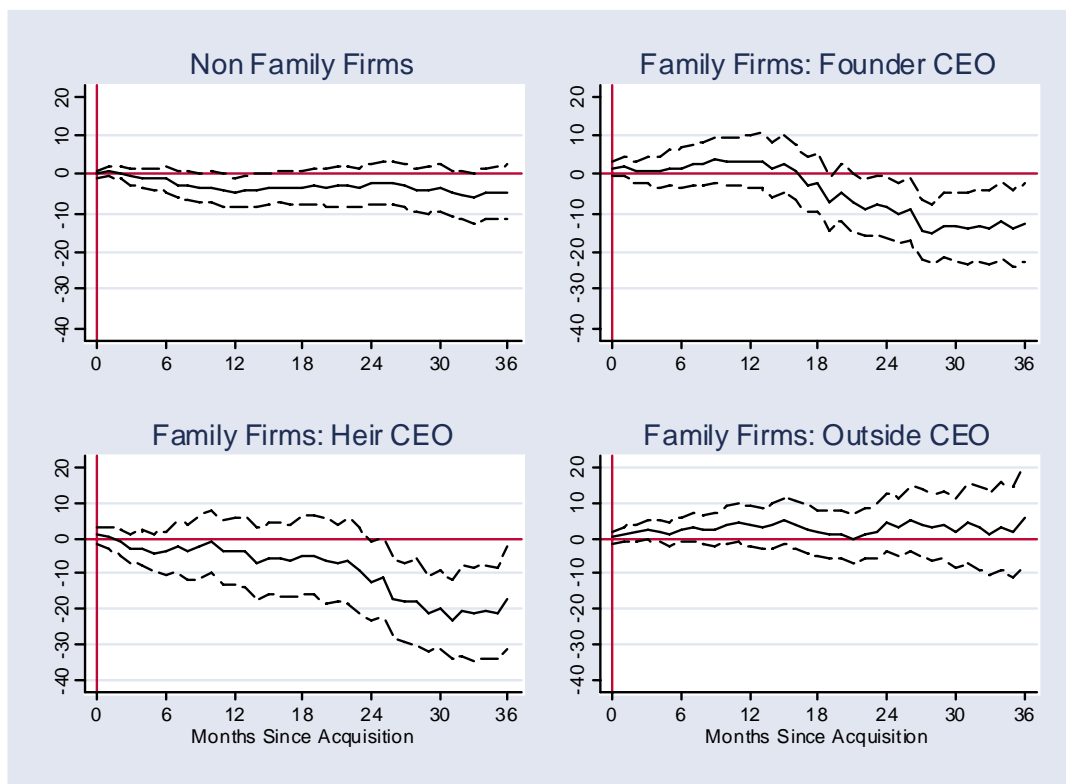 Non Family Firms
20
10
0
-10
-20
-30
-40
0 6 12 18 24 30 36
Family Firms: Founder CEO
20
10
0
-10
-20
-30
-40
0 6 12 18 24 30 36
Family Firms: Heir CEO
20
10
0
-10
-20
-30
-40
0 6 12 18 24 30 36
Months Since Acquisition
Family Firms: Outside CEO
20
10
0
-10
-20
-30
-40
0 6 12 18 24 30 36
Months Since Acquisition